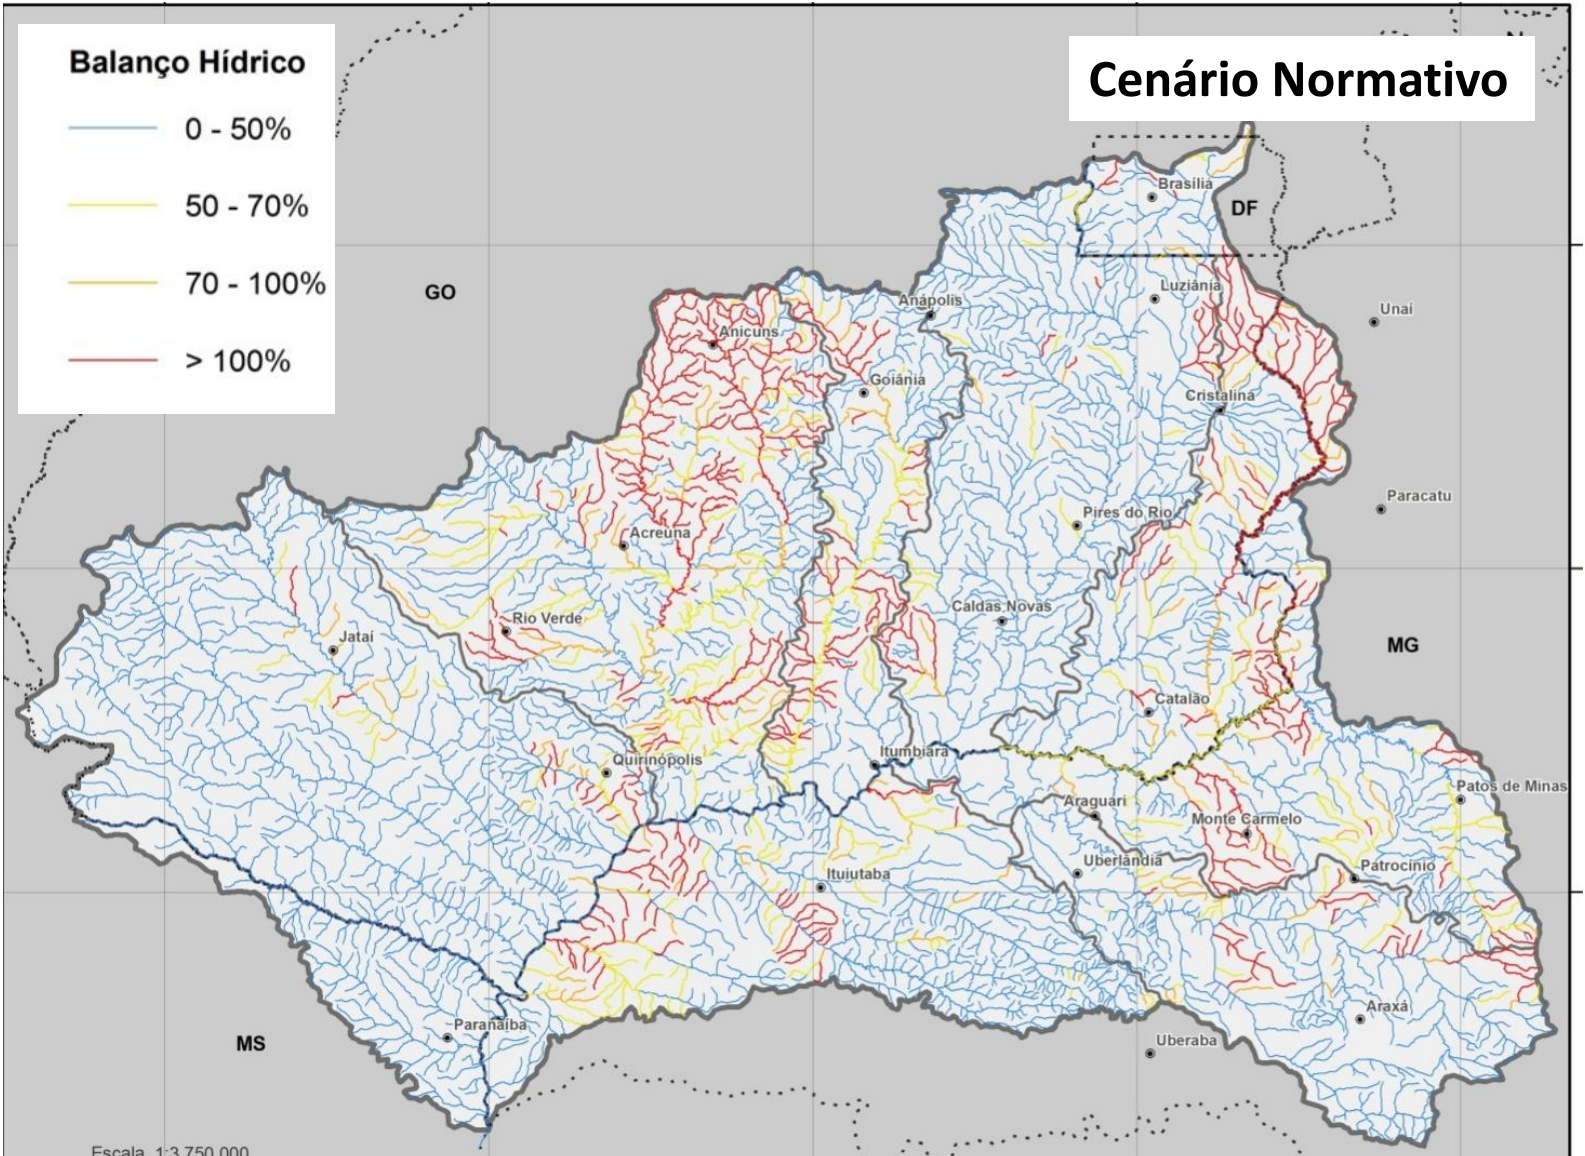 Balanço Hídrico
0 - 50%
50 - 70%
70 - 100%
> 100%
Cenário Normativo
Brasília
DF
Luziânia
GO
Anápolis
Unaí
Anicuns
Goiânia
Cristalina
Paracatu
Pires do Rio
Acreúna
Caldas Novas
Rio Verde
Jataí
MG
Catalão
Itumbiara
Quirinópolis
Patos de Minas
Araguari
Monte Carmelo
Uberlândia
Patrocínio
Ituiutaba
Araxá
Paranaíba
MS
Uberaba
Escala 1:3.750.000